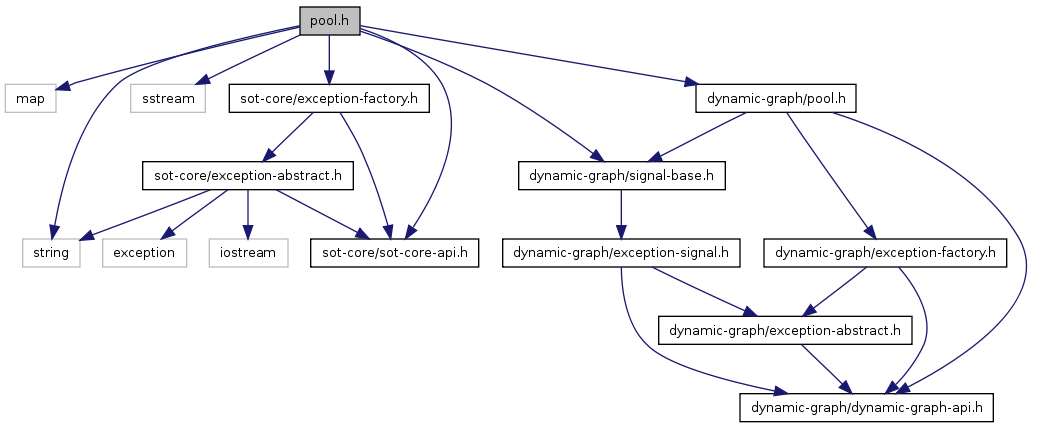 pool.h
map
sstream
sot-core/exception-factory.h
dynamic-graph/pool.h
sot-core/exception-abstract.h
dynamic-graph/signal-base.h
string
exception
iostream
sot-core/sot-core-api.h
dynamic-graph/exception-signal.h
dynamic-graph/exception-factory.h
dynamic-graph/exception-abstract.h
dynamic-graph/dynamic-graph-api.h